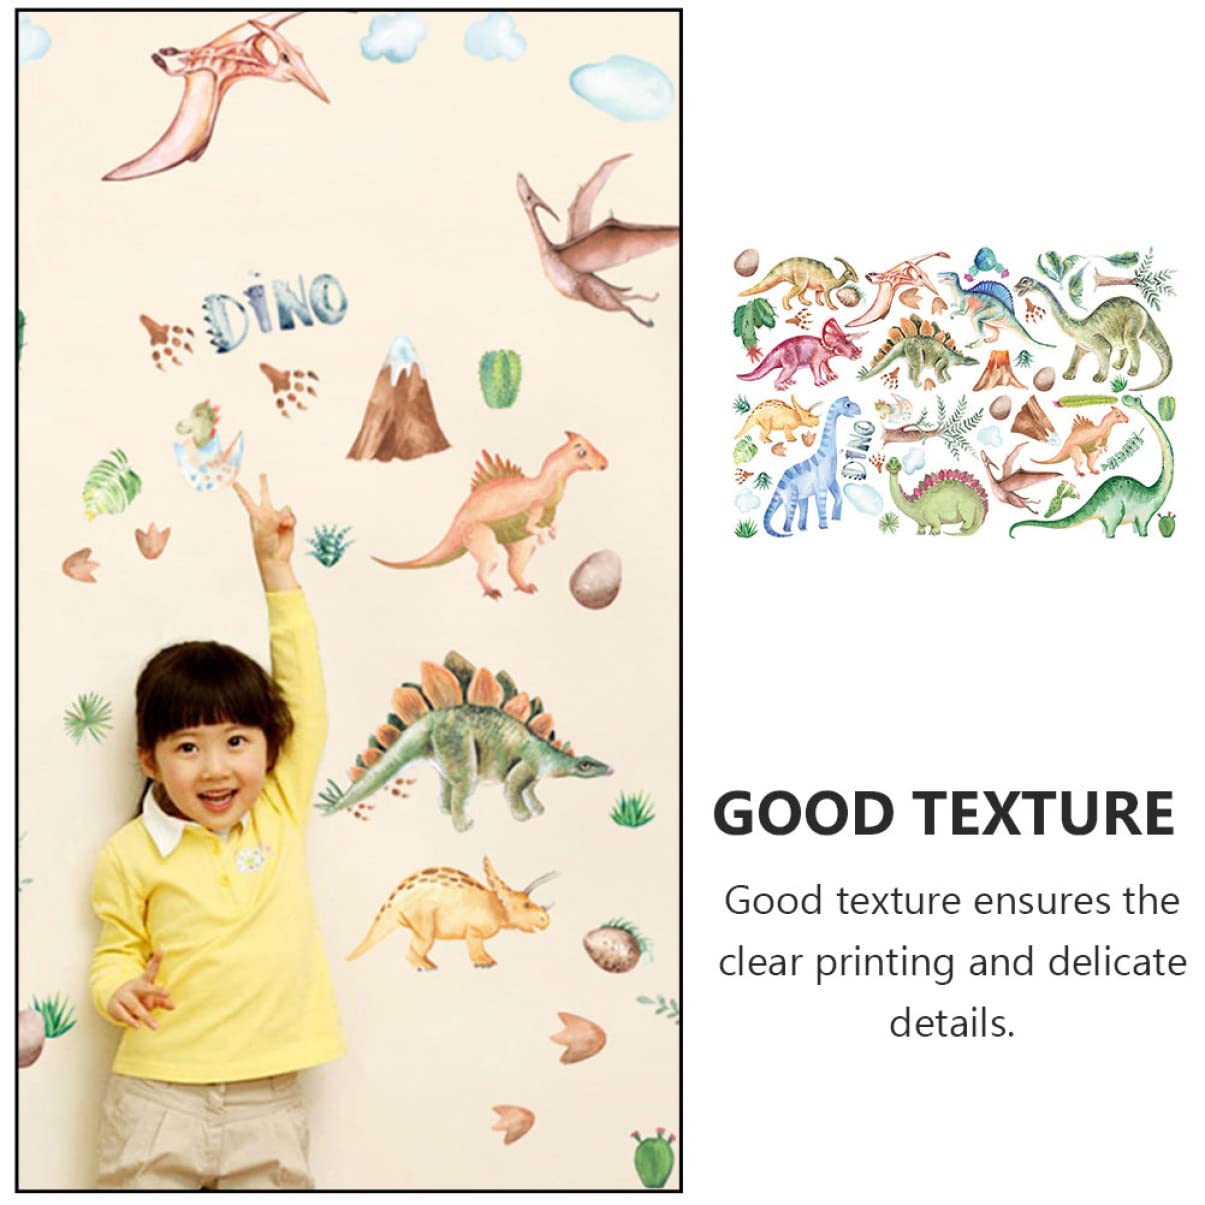 DiNO
DiNO
GOOD TEXTURE
Good texture ensures the
clear printing and delicate
details.